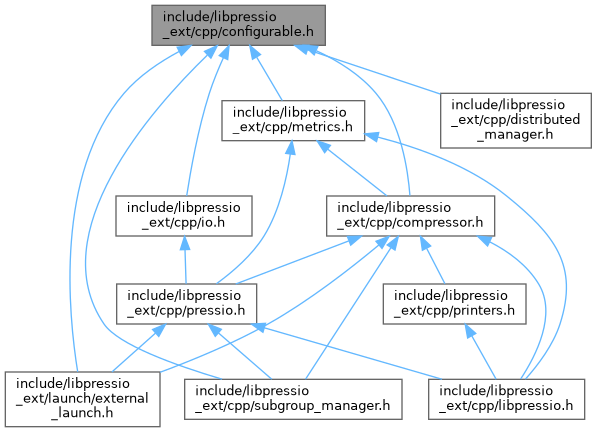 include/libpressio
_ext/cpp/configurable.h
include/libpressio
_ext/cpp/metrics.h
include/libpressio
_ext/cpp/distributed
_manager.h
include/libpressio
_ext/cpp/io.h
include/libpressio
_ext/cpp/compressor.h
include/libpressio
_ext/cpp/pressio.h
include/libpressio
_ext/cpp/printers.h
include/libpressio
_ext/launch/external
_launch.h
include/libpressio
_ext/cpp/subgroup_manager.h
include/libpressio
_ext/cpp/libpressio.h